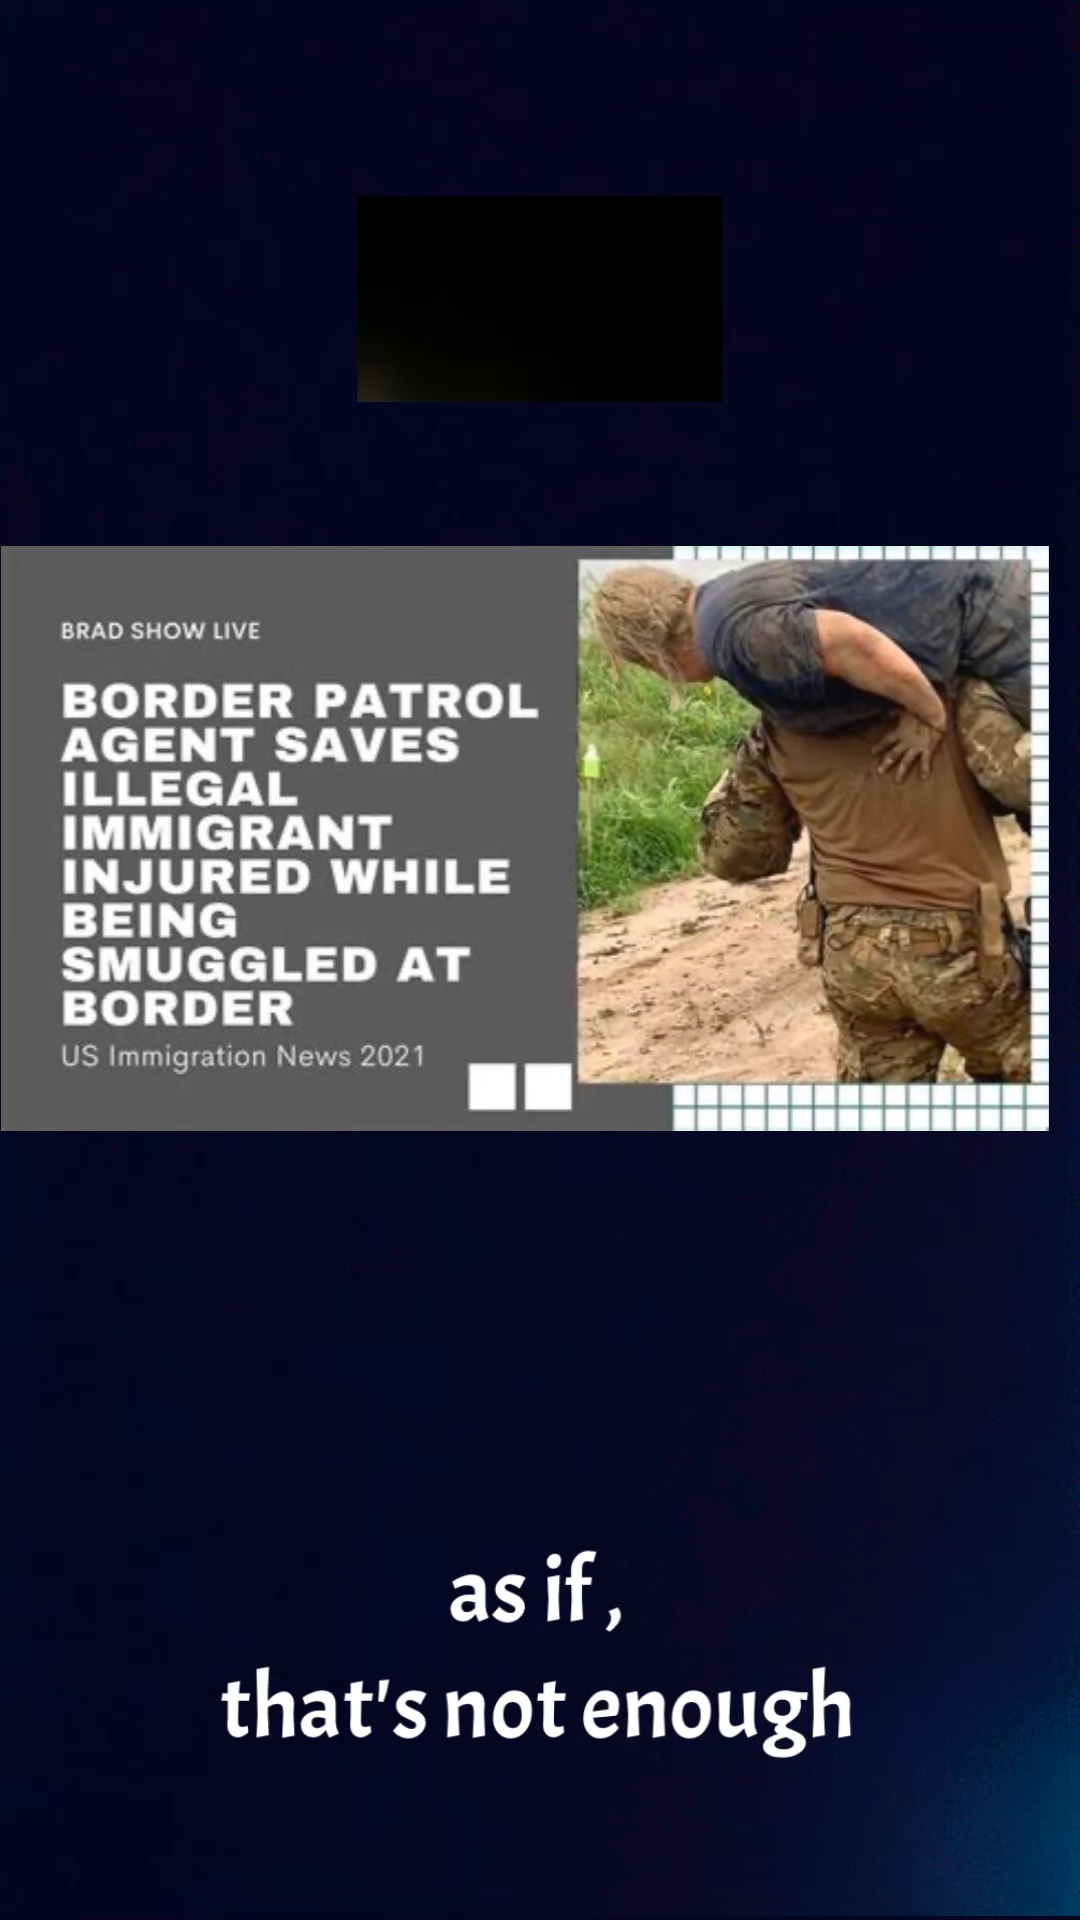 BRAD SHOW LIVE
BORDER PATROL
AGENT SAVES
ILLEGAL
IMMIGRANT
INJURED WHILE
BEING
SMUGGLED AT
BORDER
US Immigration News 2021
as if,
that's not enough